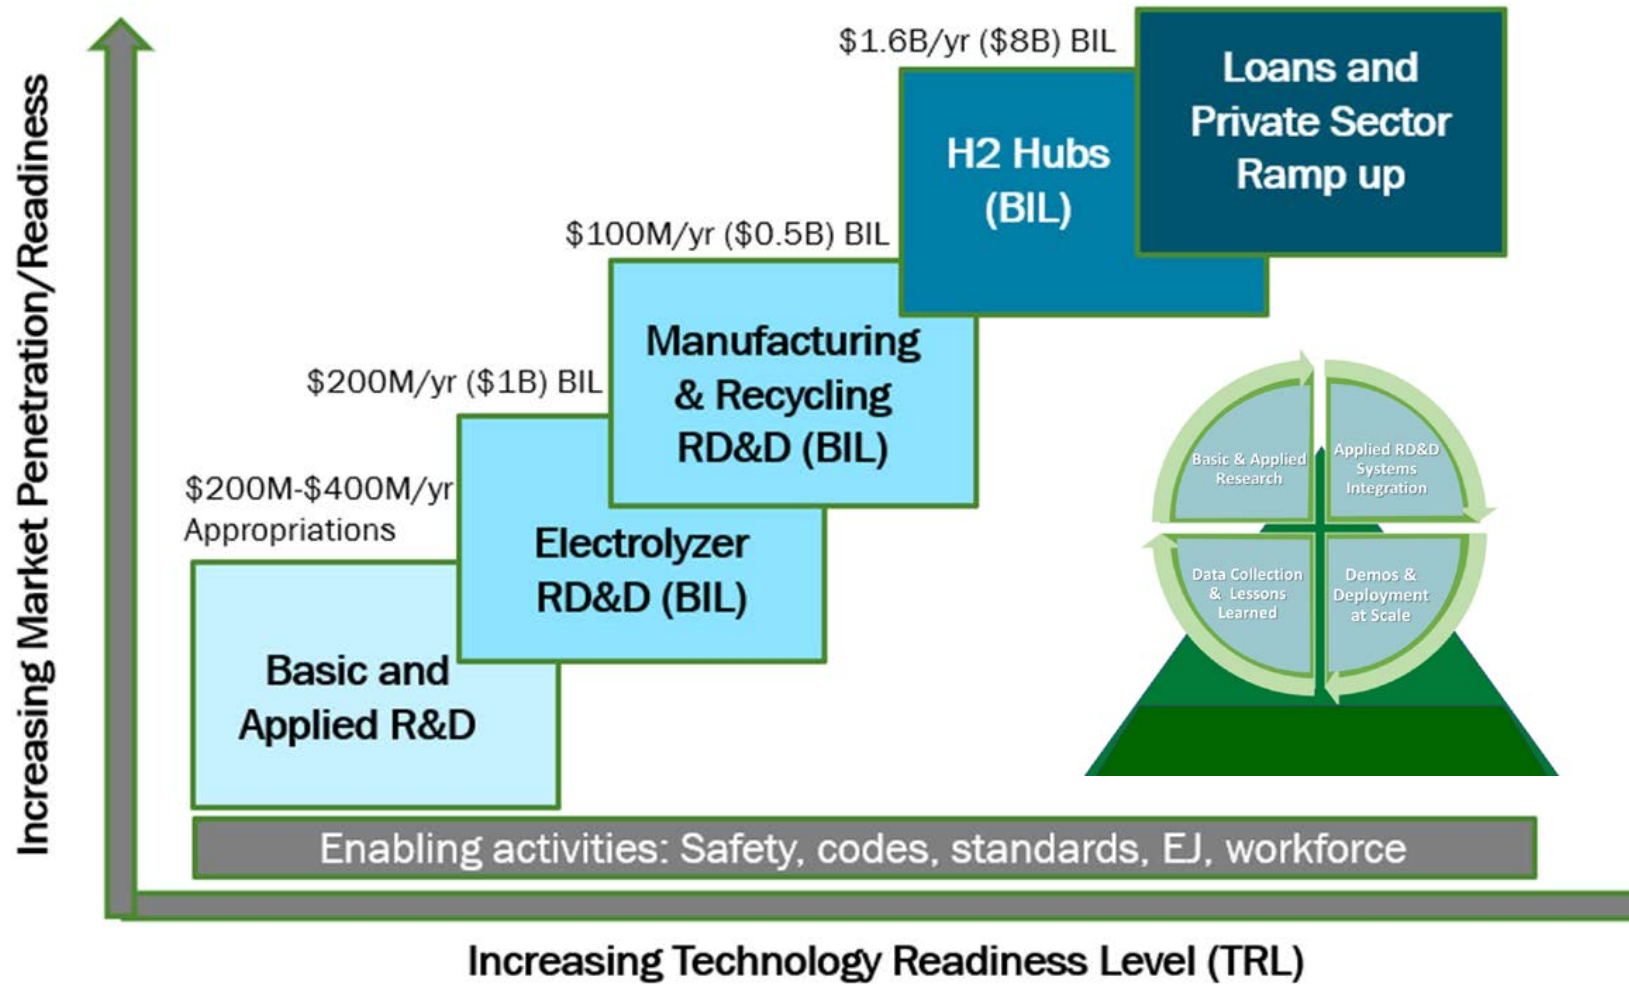 Increasing Market Penetration/Readiness
$1.6B/yr ($8B) BIL
Loans and
Private Sector
Ramp up
H2 Hubs
(BIL)
$100M/yr ($0.5B) BIL
Manufacturing
& Recycling
RD&D (BIL)
$200M/yr ($1B) BIL
Electrolyzer
RD&D (BIL)
$200M-$400M/yr
Appropriations
Basic and
Applied R&D
Basic & Applied
Research
Applied RD&D
Systems
Integration
Data Collection
& Lessons
Learned
Demos &
Deployment
at Scale
Enabling activities: Safety, codes, standards, EJ, workforce
Increasing Technology Readiness Level (TRL)